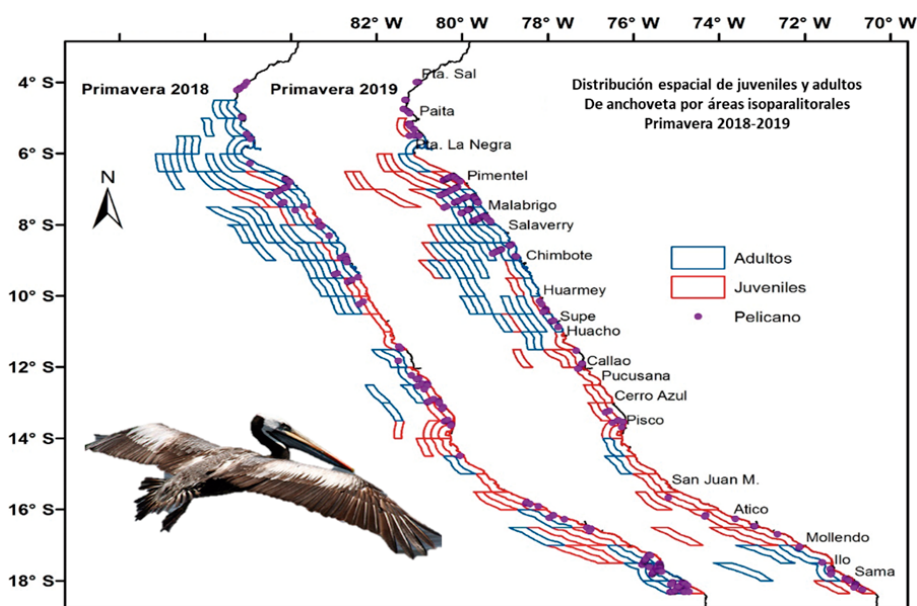 82° W 80° W 78° W 76° W 74° W 72° W 70° W
4° S
6° S
8° S
10° S
12° S
14° S
16° S
18° S
Primavera 2018
Primavera 2019
Distribución espacial de juveniles y adultos
De anchoveta por áreas isoparalitorales
Primavera 2018-2019
N
Pta. Sal
Paita
Pta. La Negra
Pimentel
Malabrigo
Salaverry
Chimbote
Huarmey
Supe
Huacho
Callao
Pucusana
Cerro Azul
Pisco
San Juan M.
Atico
Mollendo
Ilo
Sama
Adultos
Juveniles
Pelicano